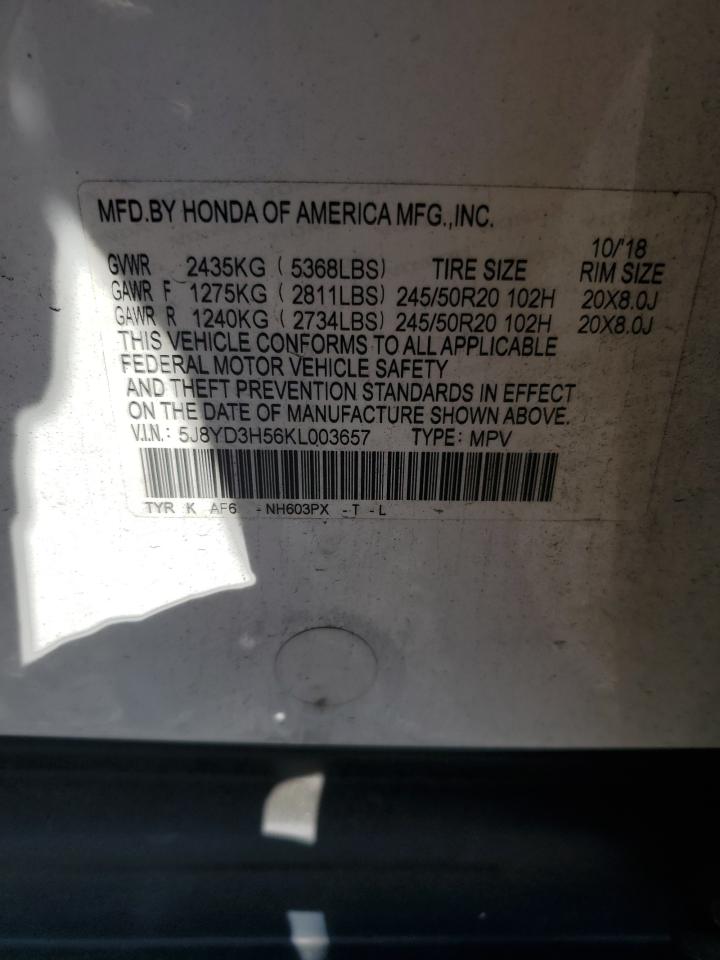 MFD.BY HONDA OF AMERICA MFG.,INC.
10/'18
GVWR 2435KG ( 5368LBS) TIRE SIZE RIM SIZE
GAWR F 1275KG ( 2811LBS) 245/50R20 102H 20X8.0J
GAWR R 1240KG ( 2734LBS) 245/50R20 102H 20X8.0J
THIS VEHICLE CONFORMS TO ALL APPLICABLE
FEDERAL MOTOR VEHICLE SAFETY
AND THEFT PREVENTION STANDARDS IN EFFECT
ON THE DATE OF MANUFACTURE SHOWN ABOVE.
V.I.N.: 5J8YD3H56KL003657 TYPE: MPV
TYR K AF6 -NH603PX -T -L